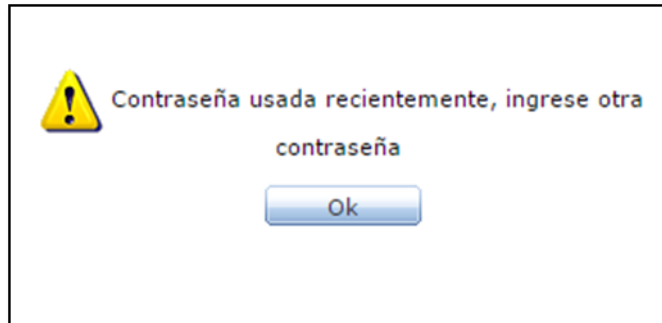 Contraseña usada recientemente, ingrese otra
contraseña
Ok